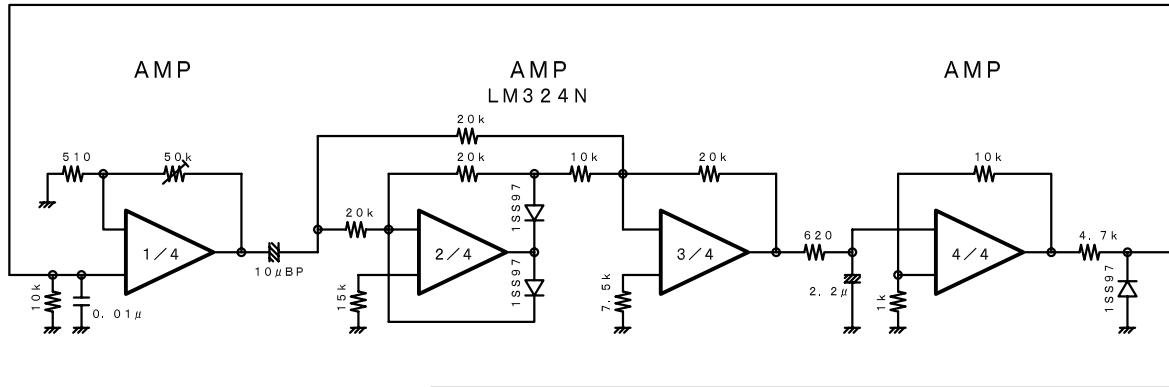 AMP
AMP
AMP
LM324N
20k
510
50k
20k
10k
20k
10k
1SS97
20k
1/4
2/4
3/4
620
4/4
4.7k
10μBP
1SS97
10k
0.01μ
15k
7.5k
2.2μ
1k
1SS97